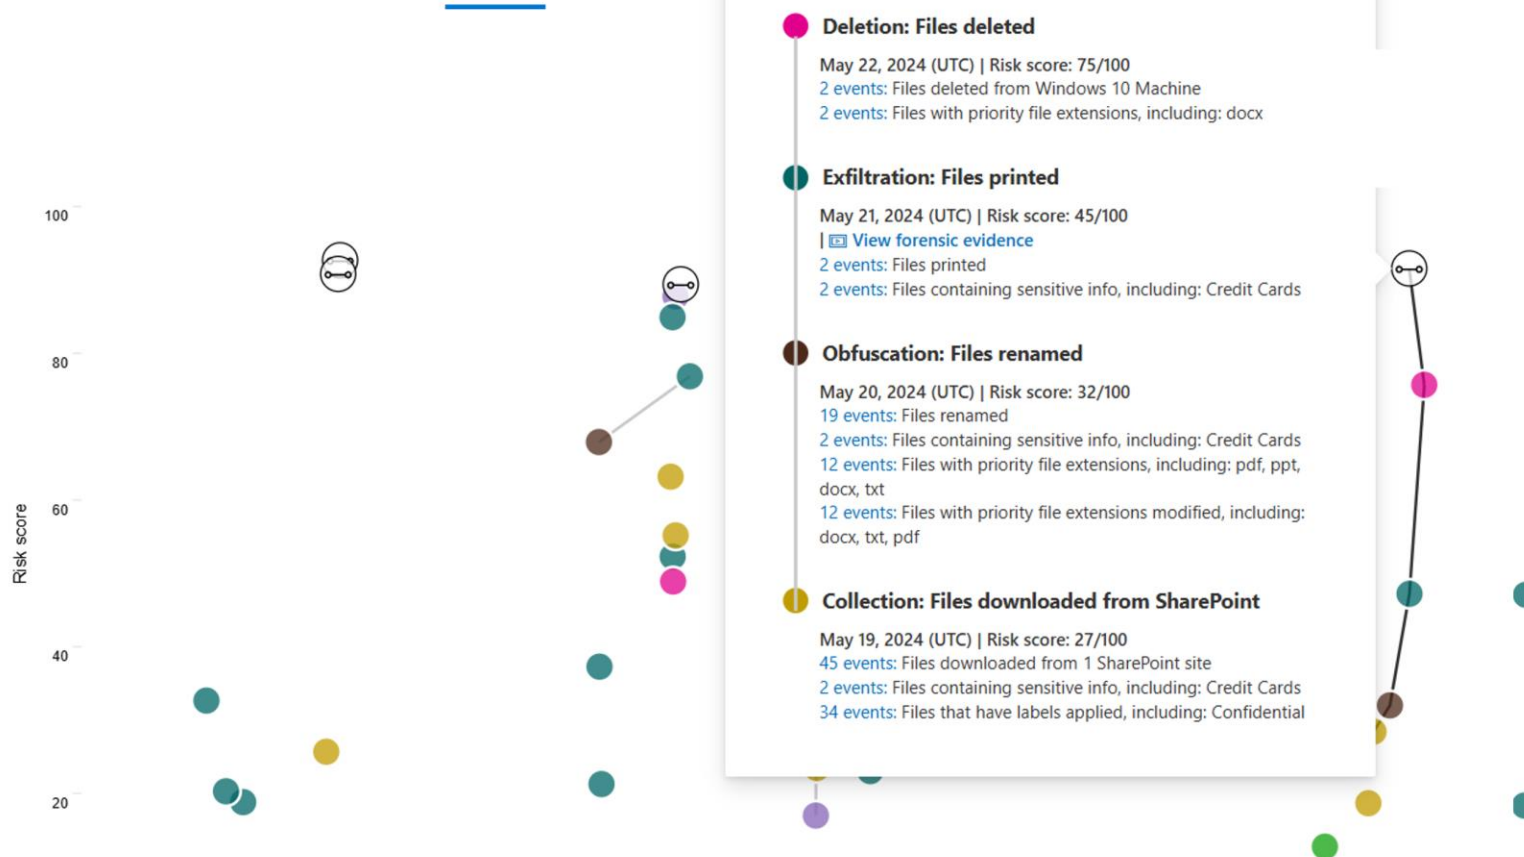 Deletion: Files deleted
May 22, 2024 (UTC) | Risk score: 75/100
2 events: Files deleted from Windows 10 Machine
2 events: Files with priority file extensions, including: docx
Exfiltration: Files printed
May 21, 2024 (UTC) | Risk score: 45/100
| View forensic evidence
2 events: Files printed
2 events: Files containing sensitive info, including: Credit Cards
Obfuscation: Files renamed
May 20, 2024 (UTC) | Risk score: 32/100
19 events: Files renamed
2 events: Files containing sensitive info, including: Credit Cards
12 events: Files with priority file extensions, including: pdf, ppt,
docx, txt
12 events: Files with priority file extensions modified, including:
docx, txt, pdf
Collection: Files downloaded from SharePoint
May 19, 2024 (UTC) | Risk score: 27/100
45 events: Files downloaded from 1 SharePoint site
2 events: Files containing sensitive info, including: Credit Cards
34 events: Files that have labels applied, including: Confidential
100
80
60
40
20
Risk score